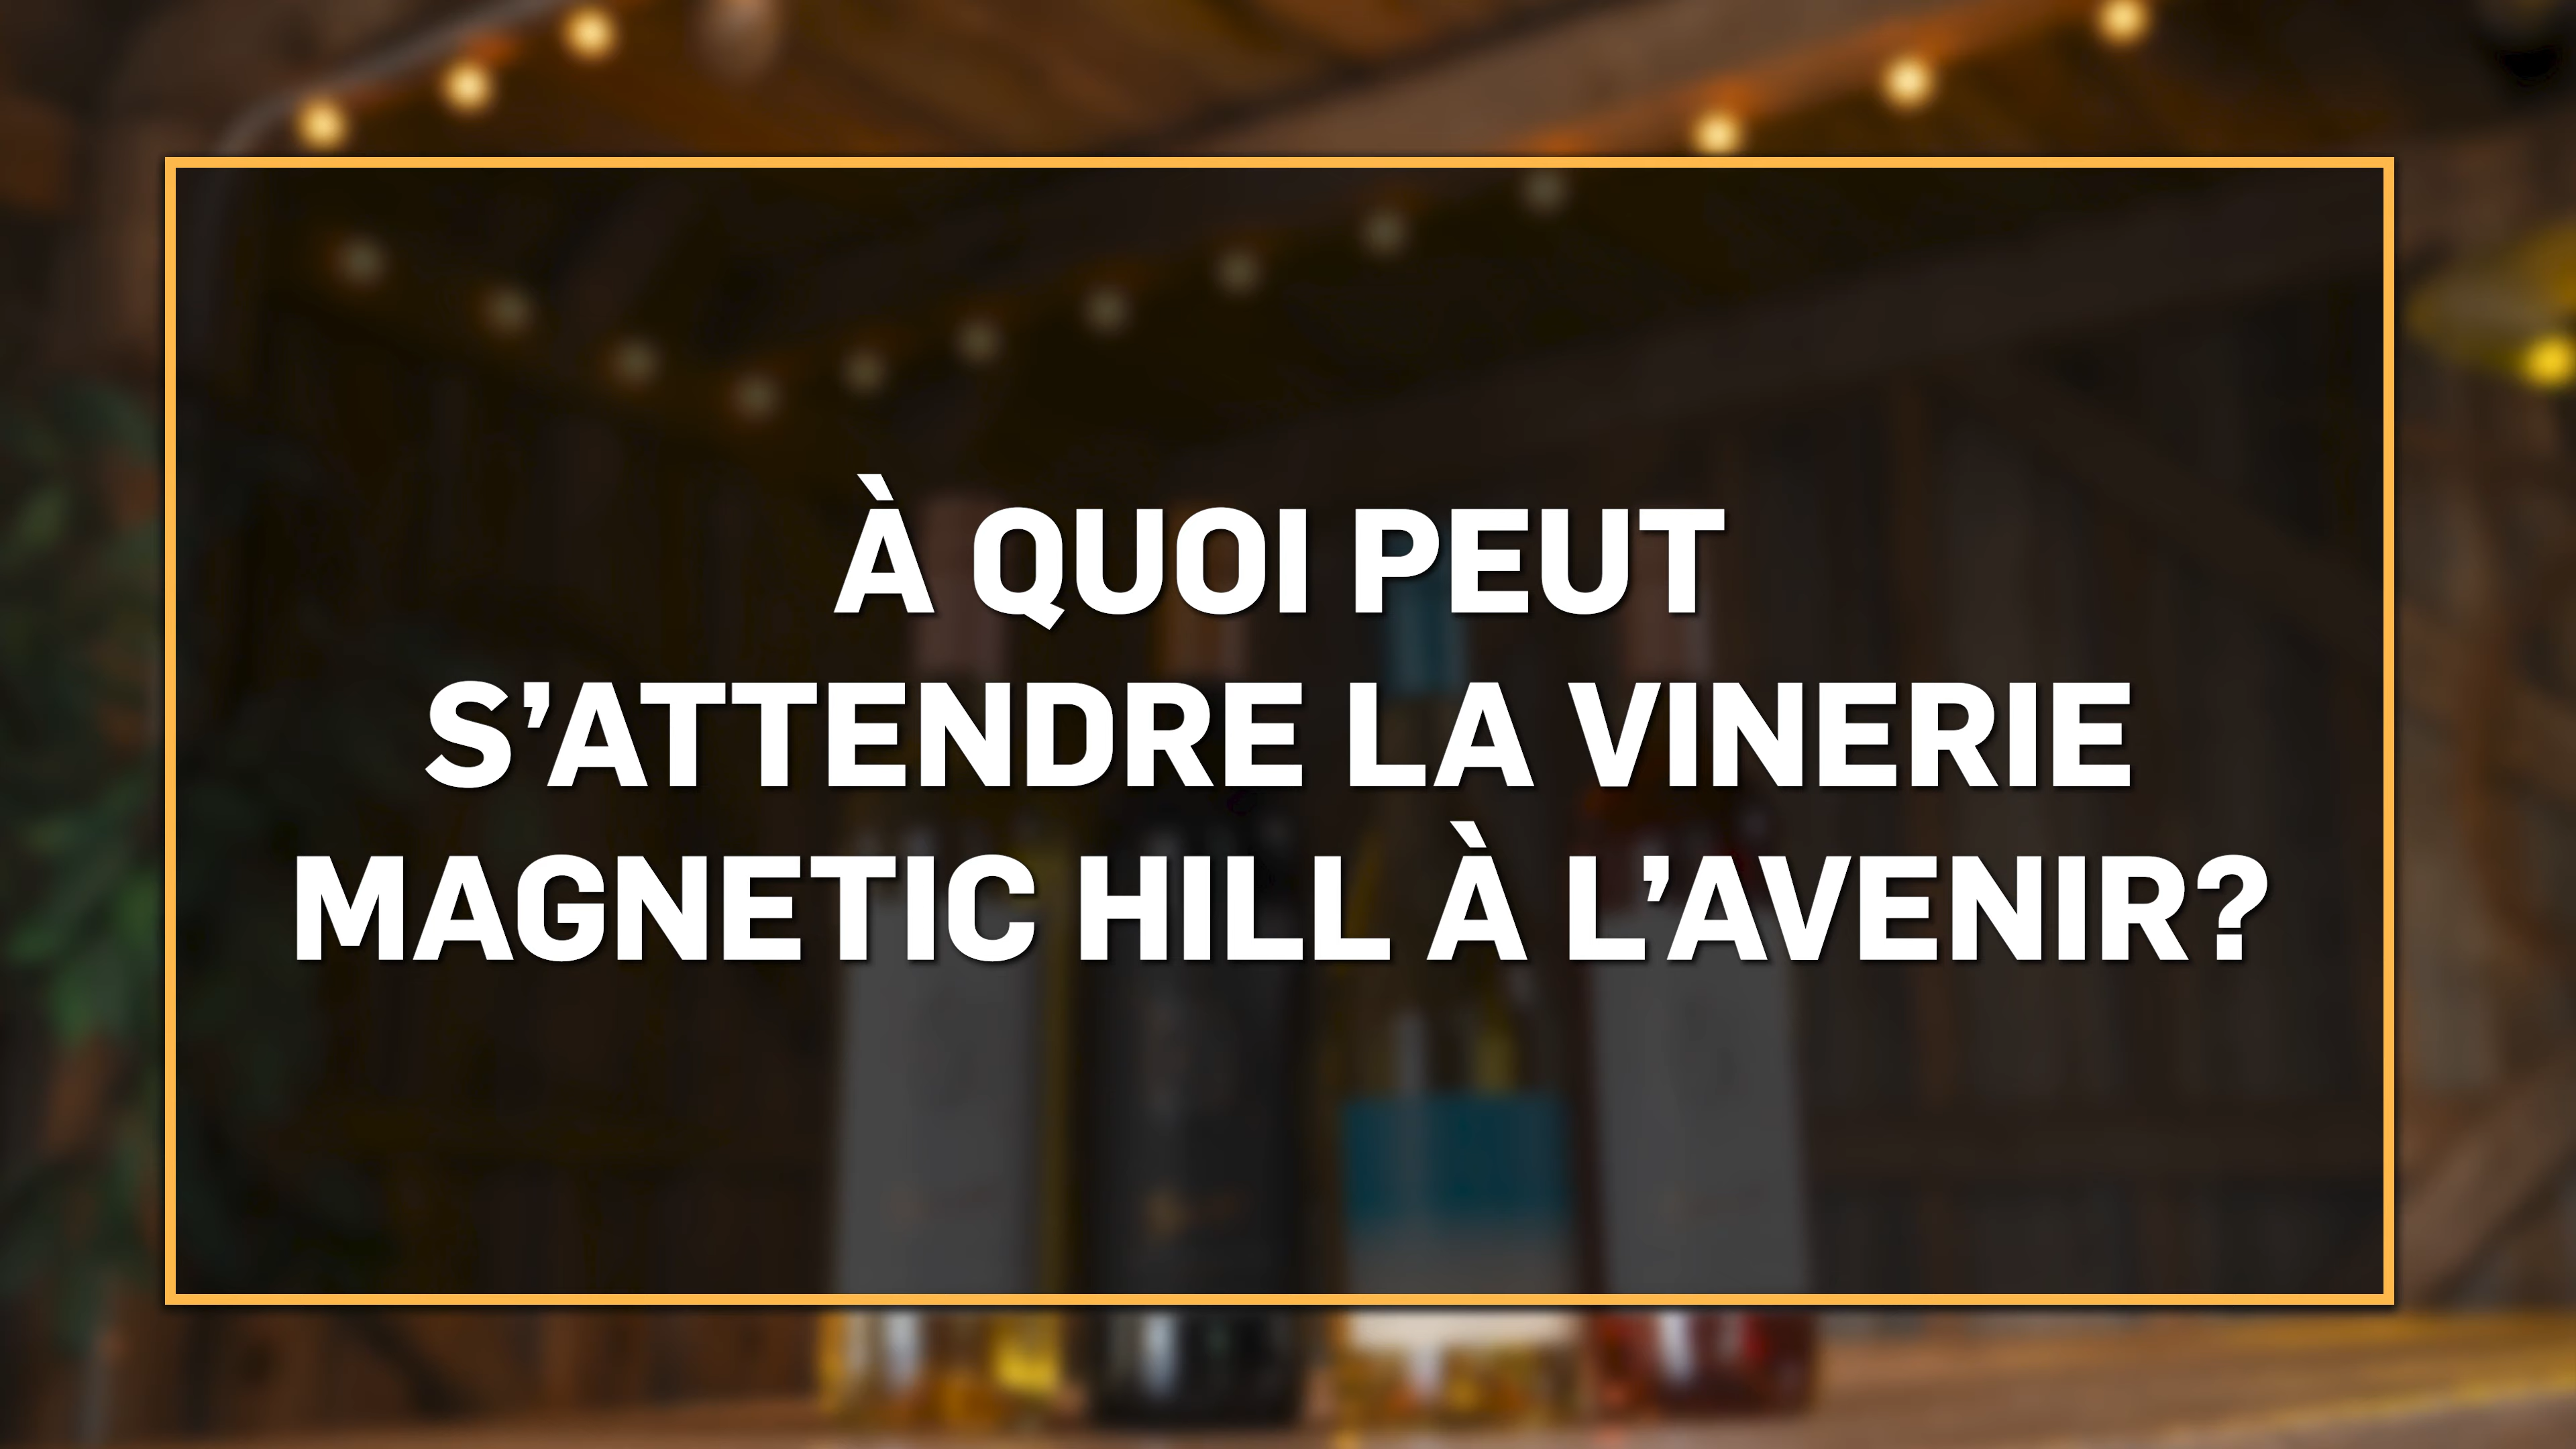 À QUOI PEUT
S’ATTENDRE LA VINERIE
MAGNETIC HILL À L’AVENIR?